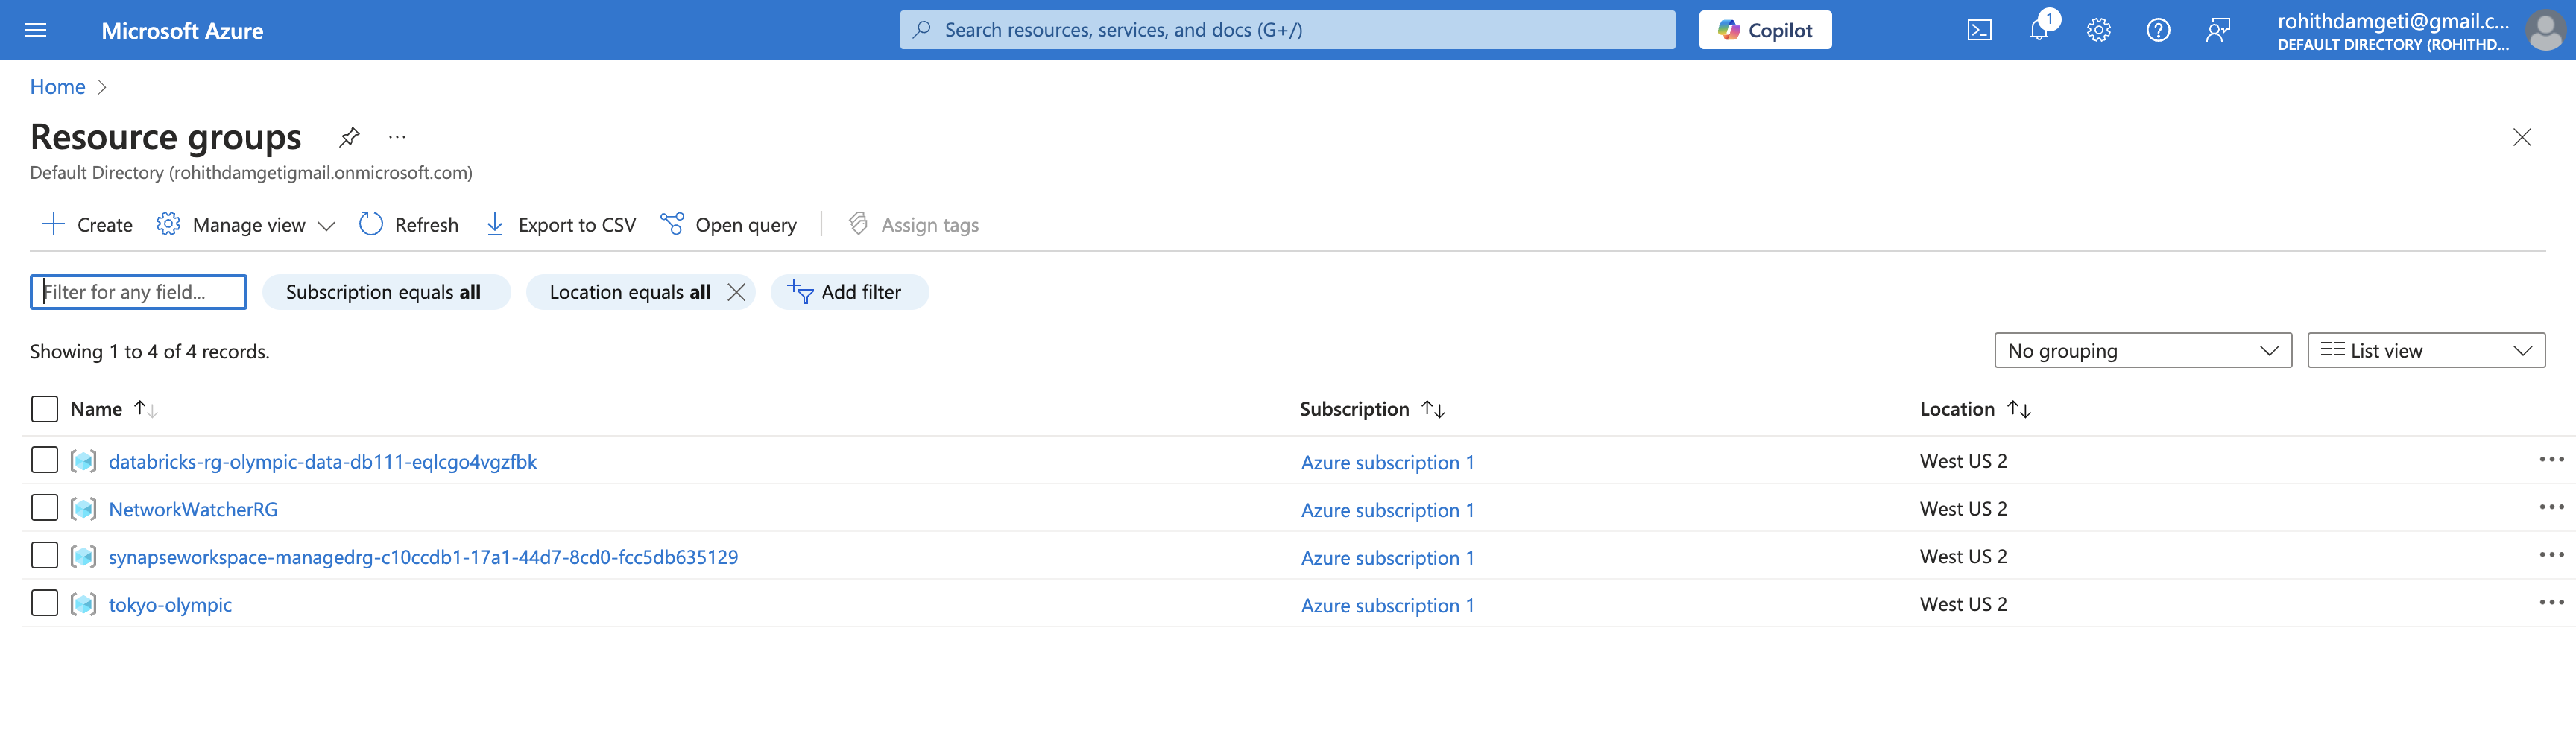 Microsoft Azure
Search resources, services, and docs (G+/)
Copilot
1
rohithdamgeti@gmail.c...
DEFAULT DIRECTORY (ROHITHD...
Home
Resource groups
Default Directory (rohithdamgetigmail.onmicrosoft.com)
Create Manage view Refresh Export to CSV Open query Assign tags
Filter for any field... Subscription equals all Location equals all Add filter
Showing 1 to 4 of 4 records. No grouping List view
Name Subscription Location
databricks-rg-olympic-data-db111-eqlcgo4vgzfbk Azure subscription 1 West US 2
NetworkWatcherRG Azure subscription 1 West US 2
synapseworkspace-managedrg-c10ccdb1-17a1-44d7-8cd0-fcc5db635129 Azure subscription 1 West US 2
tokyo-olympic Azure subscription 1 West US 2